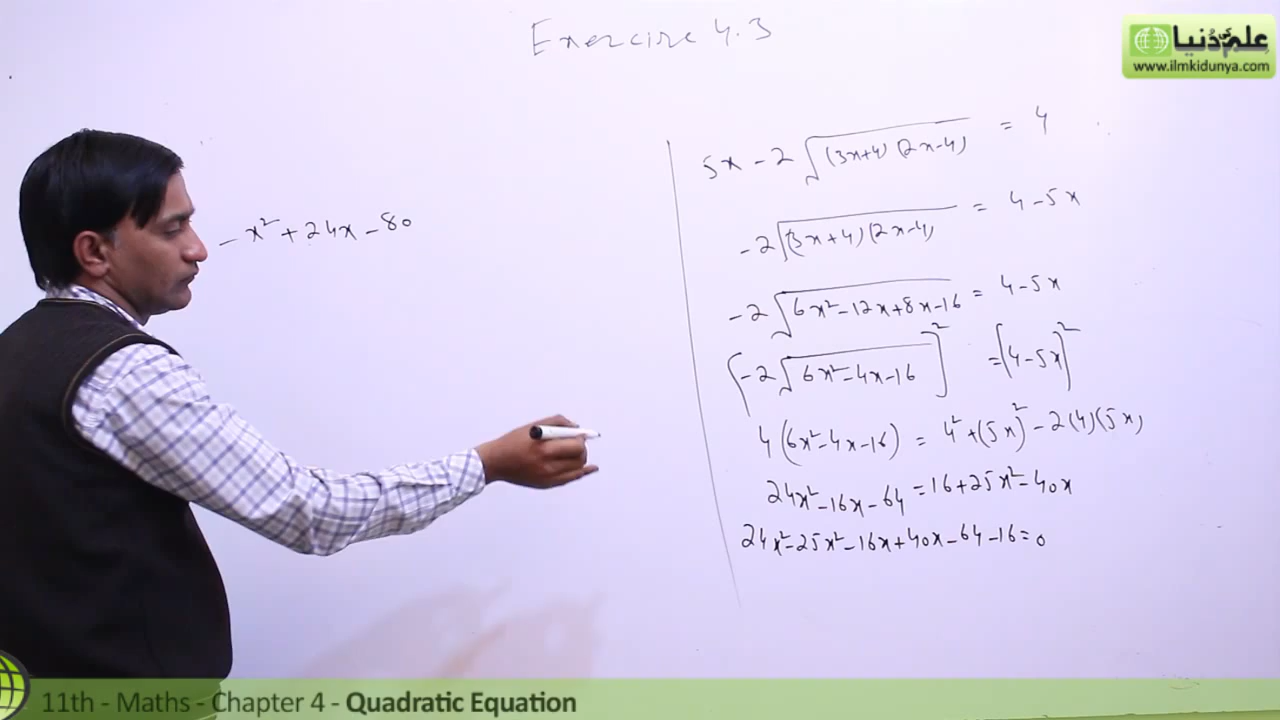 Exercise 4.3
علم کی دُنیا
www.ilmkidunya.com
- x² + 24x - 80
5x - 2√(3x+4)(2x-4) = 4
-2√(3x+4)(2x-4) = 4 - 5x
-2√6x²-12x+8x-16 = 4-5x
[-2√6x²-4x-16]² = [4-5x]²
4(6x²-4x-16) = 4²+(5x)²-2(4)(5x)
24x²-16x-64 = 16+25x²-40x
24x²-25x²-16x+40x-64-16=0
11th - Maths - Chapter 4 - Quadratic Equation